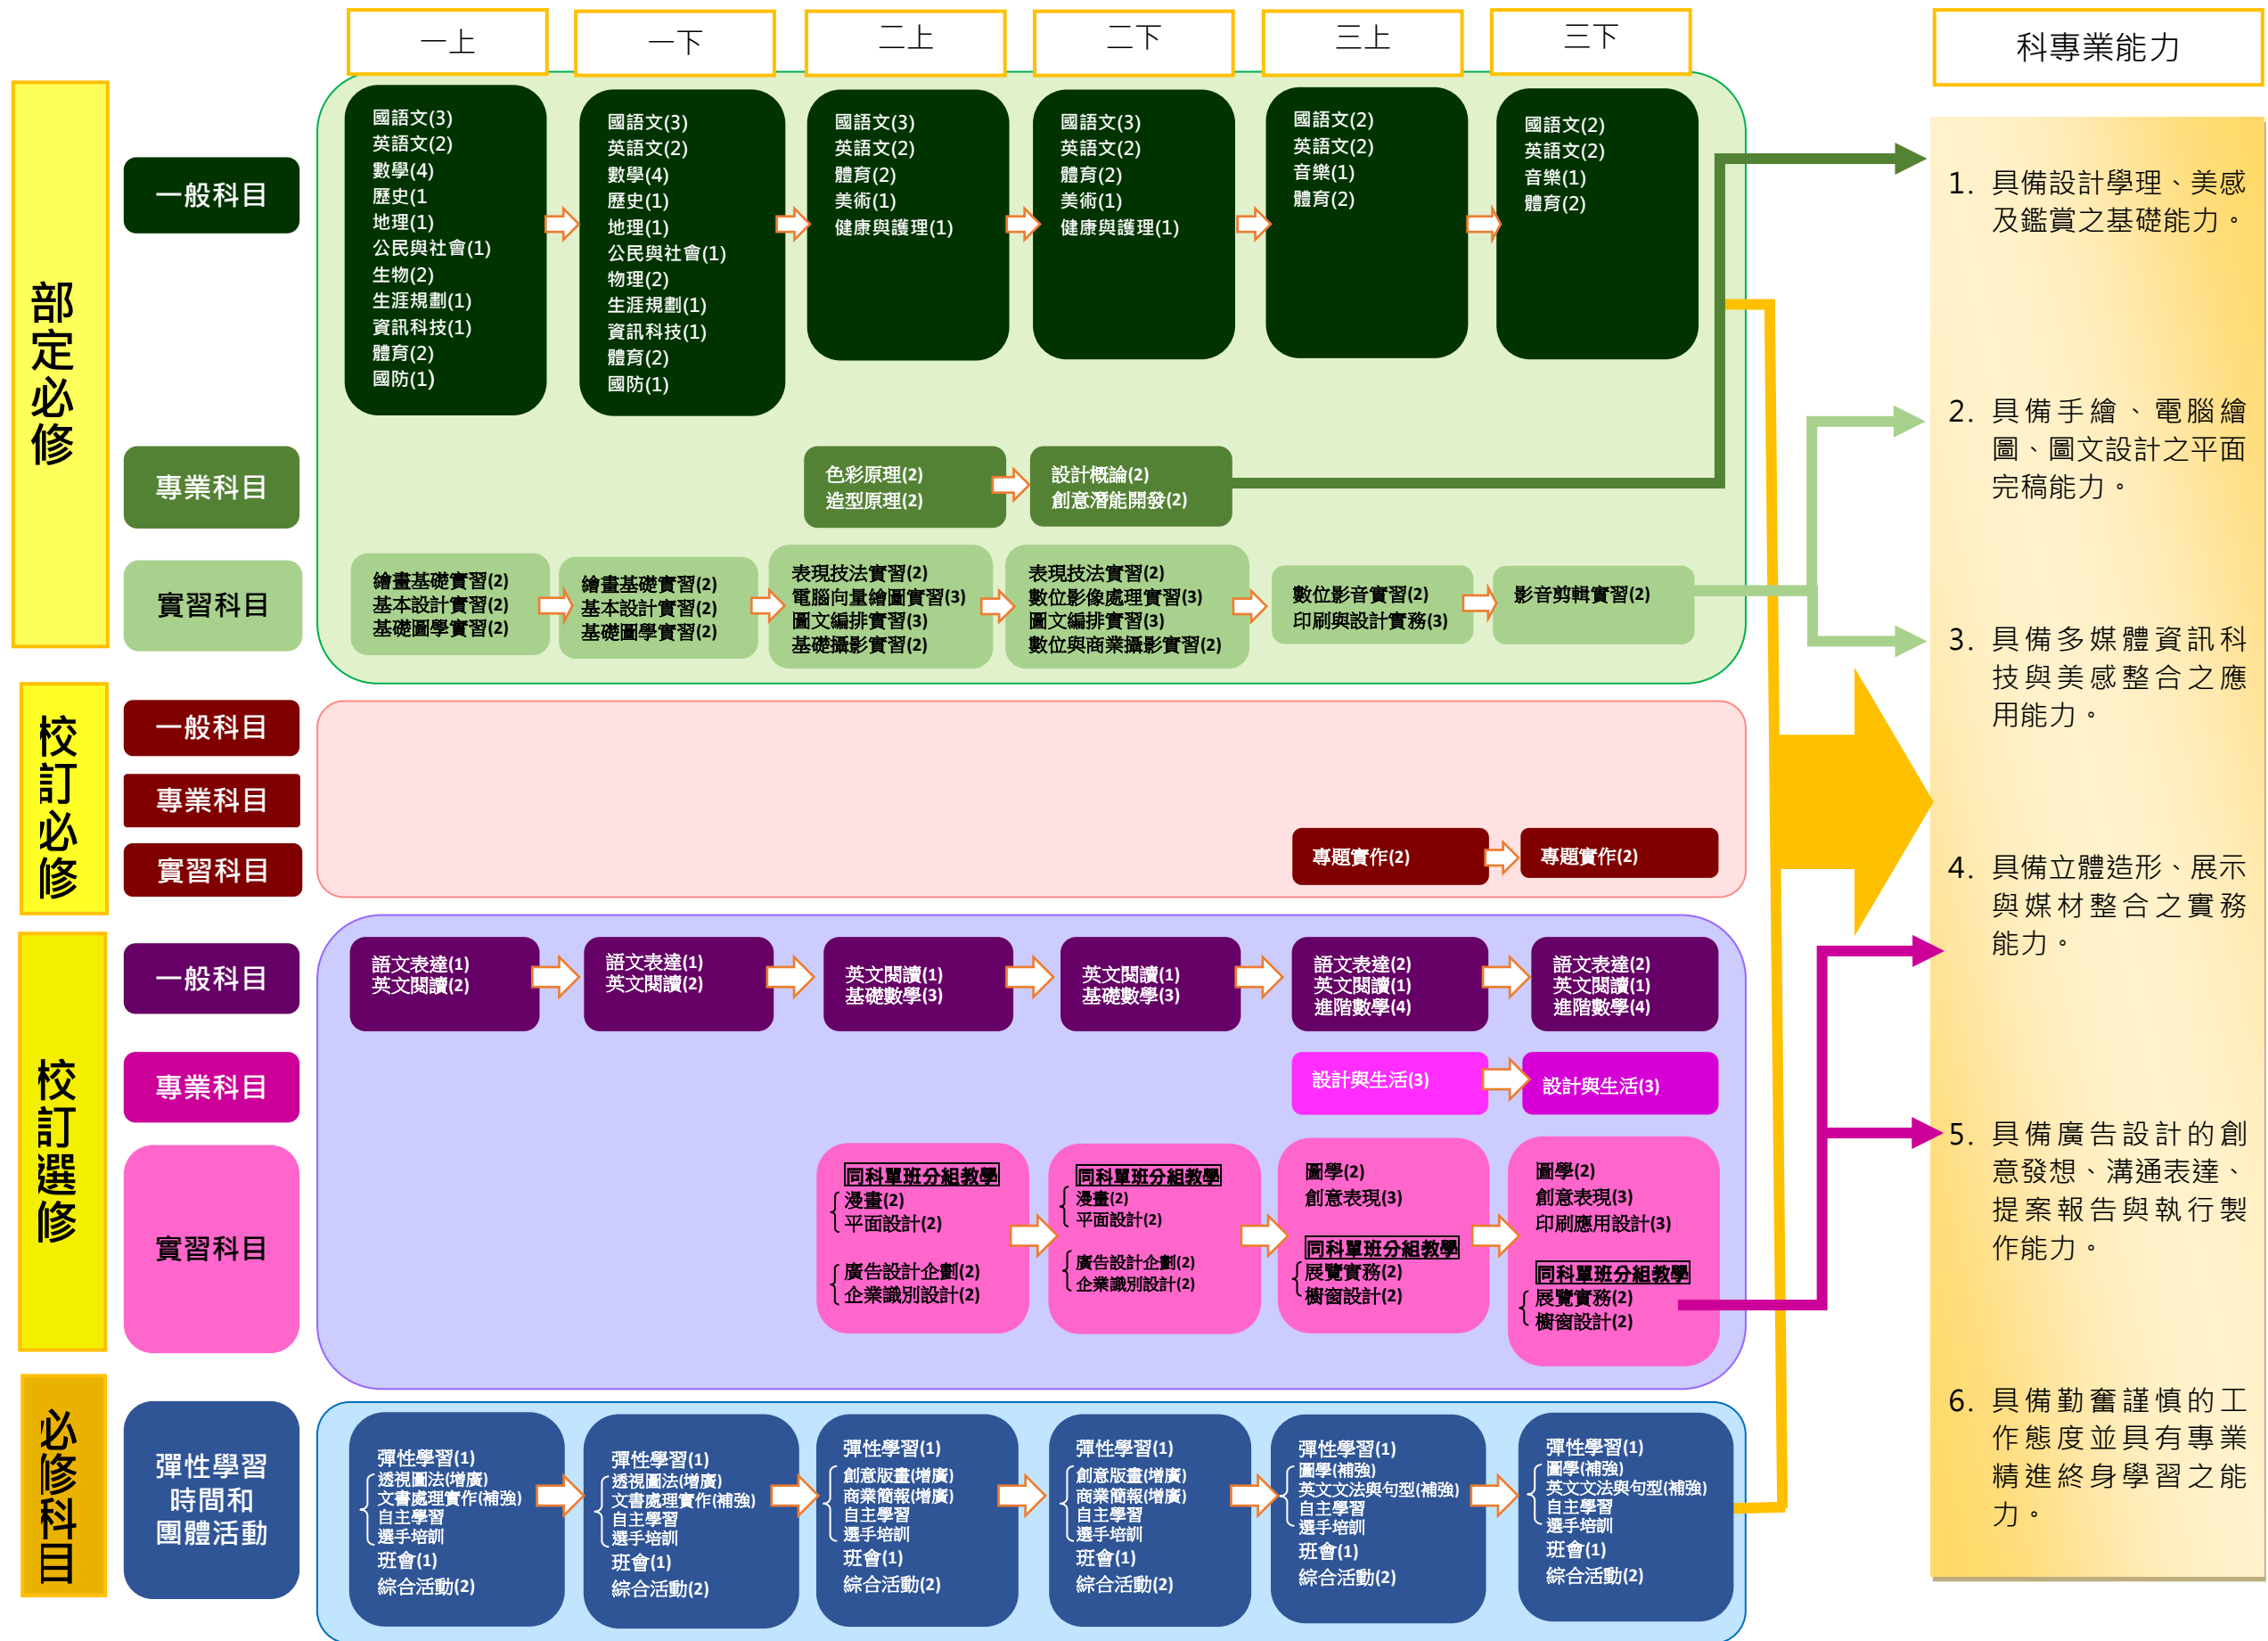 一上
一下
二上
二下
三上
三下
科專業能力
部定必修
一般科目
國語文(3)
英語文(2)
數學(4)
歷史(1
地理(1)
公民與社會(1)
生物(2)
生涯規劃(1)
資訊科技(1)
體育(2)
國防(1)
國語文(3)
英語文(2)
數學(4)
歷史(1)
地理(1)
公民與社會(1)
物理(2)
生涯規劃(1)
資訊科技(1)
體育(2)
國防(1)
國語文(3)
英語文(2)
體育(2)
美術(1)
健康與護理(1)
國語文(3)
英語文(2)
體育(2)
美術(1)
健康與護理(1)
國語文(2)
英語文(2)
音樂(1)
體育(2)
國語文(2)
英語文(2)
音樂(1)
體育(2)
專業科目
色彩原理(2)
造型原理(2)
設計概論(2)
創意潛能開發(2)
實習科目
繪畫基礎實習(2)
基本設計實習(2)
基礎圖學實習(2)
繪畫基礎實習(2)
基本設計實習(2)
基礎圖學實習(2)
表現技法實習(2)
電腦向量繪圖實習(3)
圖文編排實習(3)
基礎攝影實習(2)
表現技法實習(2)
數位影像處理實習(3)
圖文編排實習(3)
數位與商業攝影實習(2)
數位影音實習(2)
印刷與設計實務(3)
影音剪輯實習(2)
校訂必修
一般科目
專業科目
實習科目
專題實作(2)
專題實作(2)
校訂選修
一般科目
語文表達(1)
英文閱讀(2)
語文表達(1)
英文閱讀(2)
英文閱讀(1)
基礎數學(3)
英文閱讀(1)
基礎數學(3)
語文表達(2)
英文閱讀(1)
進階數學(4)
語文表達(2)
英文閱讀(1)
進階數學(4)
專業科目
設計與生活(3)
設計與生活(3)
實習科目
同科單班分組教學
漫畫(2)
平面設計(2)
廣告設計企劃(2)
企業識別設計(2)
同科單班分組教學
漫畫(2)
平面設計(2)
廣告設計企劃(2)
企業識別設計(2)
圖學(2)
創意表現(3)
同科單班分組教學
展覽實務(2)
櫥窗設計(2)
圖學(2)
創意表現(3)
印刷應用設計(3)
同科單班分組教學
展覽實務(2)
櫥窗設計(2)
必修科目
彈性學習
時間和
團體活動
彈性學習(1)
透視圖法(增廣)
文書處理實作(補強)
自主學習
選手培訓
班會(1)
綜合活動(2)
彈性學習(1)
透視圖法(增廣)
文書處理實作(補強)
自主學習
選手培訓
班會(1)
綜合活動(2)
彈性學習(1)
創意版畫(增廣)
商業簡報(增廣)
自主學習
選手培訓
班會(1)
綜合活動(2)
彈性學習(1)
創意版畫(增廣)
商業簡報(增廣)
自主學習
選手培訓
班會(1)
綜合活動(2)
彈性學習(1)
圖學(補強)
英文文法與句型(補強)
自主學習
選手培訓
班會(1)
綜合活動(2)
彈性學習(1)
圖學(補強)
英文文法與句型(補強)
自主學習
選手培訓
班會(1)
綜合活動(2)
1. 具備設計學理、美感
及鑑賞之基礎能力。
2. 具備手繪、電腦繪
圖、圖文設計之平面
完稿能力。
3. 具備多媒體資訊科
技與美感整合之應
用能力。
4. 具備立體造形、展示
與媒材整合之實務
能力。
5. 具備廣告設計的創
意發想、溝通表達、
提案報告與執行製
作能力。
6. 具備勤奮謹慎的工
作態度並具有專業
精進終身學習之能
力。